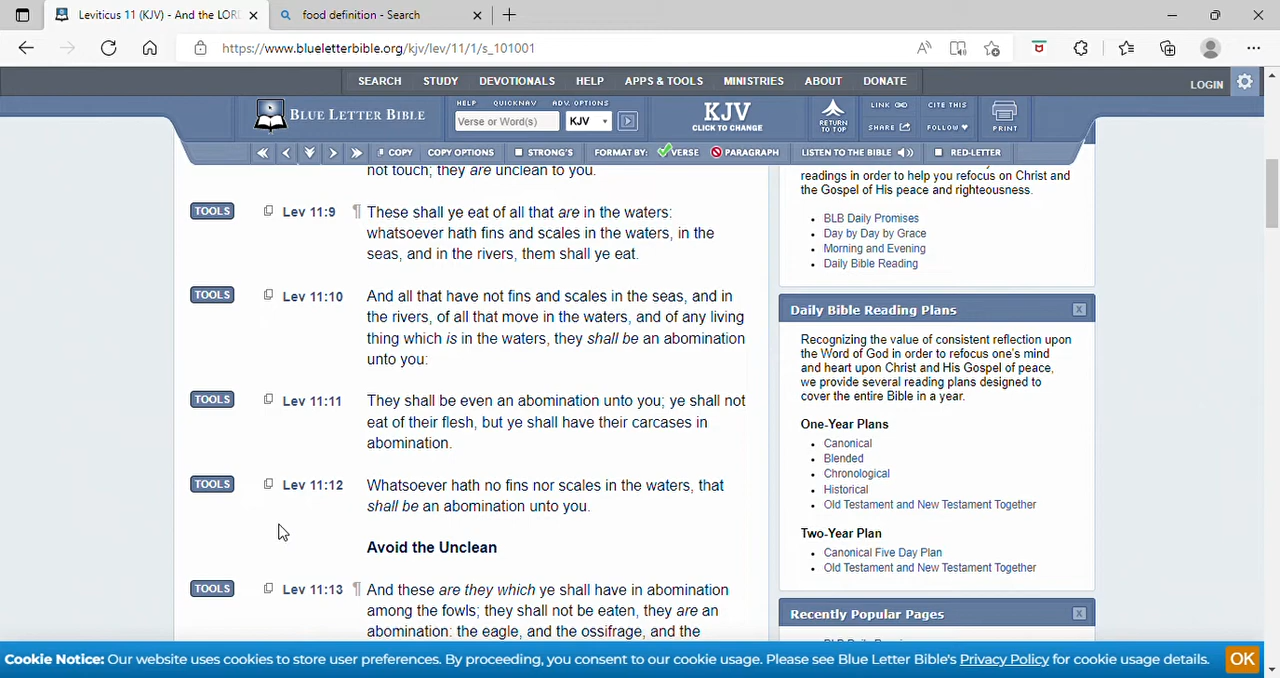 Leviticus 11 (KJV) - And the LOR
food definition - Search
https://www.blueletterbible.org/kjv/lev/11/1/s_101001
SEARCH STUDY DEVOTIONALS HELP APPS & TOOLS MINISTRIES ABOUT DONATE
LOGIN
BLUE LETTER BIBLE
HELP QUICKNAV ADV. OPTIONS
Verse or Word(s) KJV
KJV
CLICK TO CHANGE
RETURN
TO TOP
LINK CITE THIS
SHARE FOLLOW
PRINT
COPY COPY OPTIONS STRONG'S FORMAT BY: VERSE PARAGRAPH LISTEN TO THE BIBLE RED-LETTER
not touch; they are unclean to you.
TOOLS Lev 11:9 ¶ These shall ye eat of all that are in the waters:
whatsoever hath fins and scales in the waters, in the
seas, and in the rivers, them shall ye eat.
TOOLS Lev 11:10 And all that have not fins and scales in the seas, and in
the rivers, of all that move in the waters, and of any living
thing which is in the waters, they shall be an abomination
unto you:
TOOLS Lev 11:11 They shall be even an abomination unto you; ye shall not
eat of their flesh, but ye shall have their carcases in
abomination.
TOOLS Lev 11:12 Whatsoever hath no fins nor scales in the waters, that
shall be an abomination unto you.
Avoid the Unclean
TOOLS Lev 11:13 ¶ And these are they which ye shall have in abomination
among the fowls; they shall not be eaten, they are an
abomination: the eagle, and the ossifrage, and the
readings in order to help you refocus on Christ and
the Gospel of His peace and righteousness.
• BLB Daily Promises
• Day by Day by Grace
• Morning and Evening
• Daily Bible Reading
Daily Bible Reading Plans
Recognizing the value of consistent reflection upon
the Word of God in order to refocus one's mind
and heart upon Christ and His Gospel of peace,
we provide several reading plans designed to
cover the entire Bible in a year.
One-Year Plans
• Canonical
• Blended
• Chronological
• Historical
• Old Testament and New Testament Together
Two-Year Plan
• Canonical Five Day Plan
• Old Testament and New Testament Together
Recently Popular Pages
Cookie Notice: Our website uses cookies to store user preferences. By proceeding, you consent to our cookie usage. Please see Blue Letter Bible's Privacy Policy for cookie usage details. OK